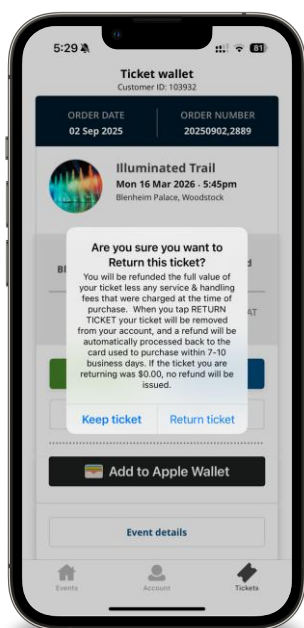 5:29
81
Ticket wallet
Customer ID: 103932
ORDER DATE
02 Sep 2025
ORDER NUMBER
20250902,2889
Illuminated Trail
Mon 16 Mar 2026 - 5:45pm
Blenheim Palace, Woodstock
Are you sure you want to
Return this ticket?
You will be refunded the full value of
your ticket less any service & handling
fees that were charged at the time of
purchase. When you tap RETURN
TICKET your ticket will be removed
from your account, and a refund will be
automatically processed back to the
card used to purchase within 7-10
business days. If the ticket you are
returning was $0.00, no refund will be
issued.
Keep ticket
Return ticket
Add to Apple Wallet
Event details
Events
Account
Tickets